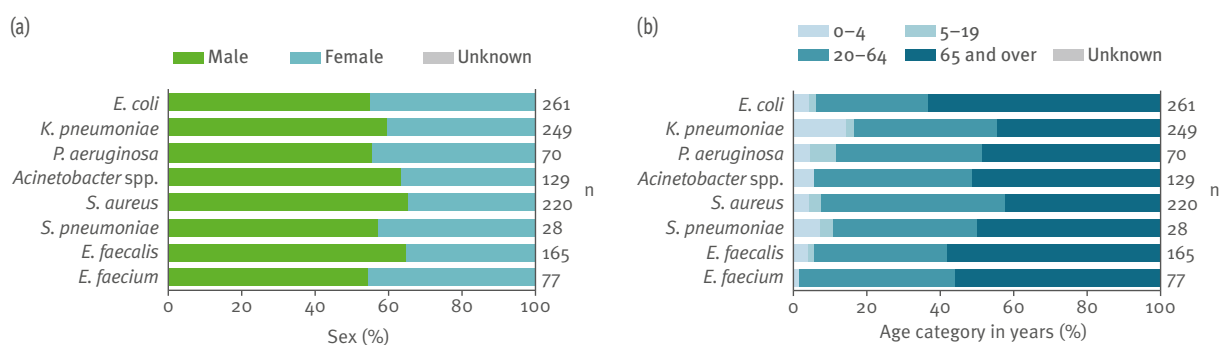 (a)
Male Female Unknown
E. coli 261
K. pneumoniae 249
P. aeruginosa 70
Acinetobacter spp. 129
n
S. aureus 220
S. pneumoniae 28
E. faecalis 165
E. faecium 77
0 20 40 60 80 100
Sex (%)
(b)
0–4 5–19
20–64 65 and over Unknown
E. coli 261
K. pneumoniae 249
P. aeruginosa 70
Acinetobacter spp. 129
n
S. aureus 220
S. pneumoniae 28
E. faecalis 165
E. faecium 77
0 20 40 60 80 100
Age category in years (%)